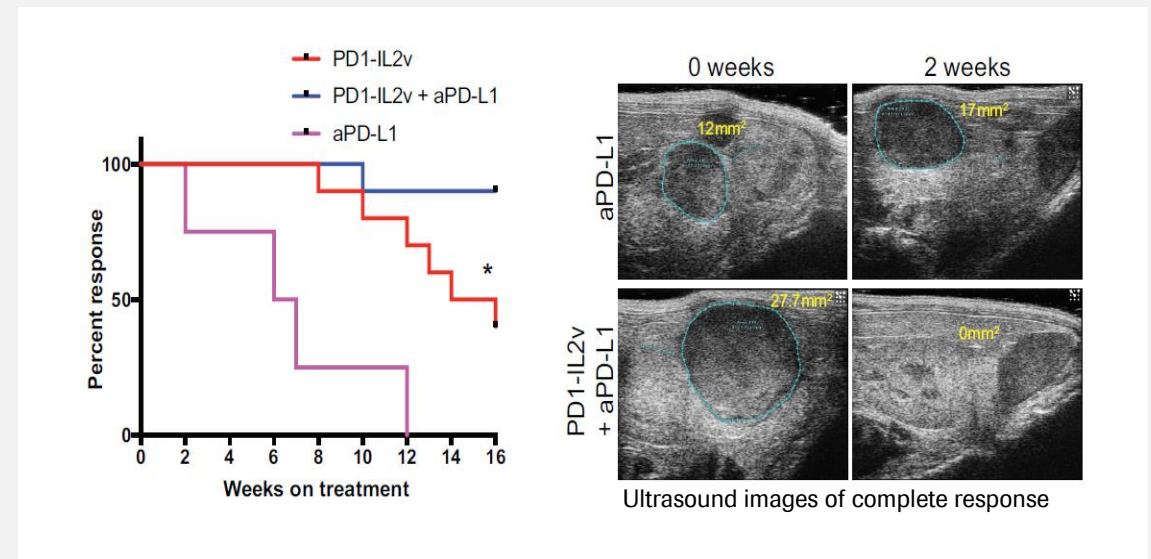 PD1-IL2v
PD1-IL2v + aPD-L1
aPD-L1
Percent response
100
50
0
*
0 2 4 6 8 10 12 14 16
Weeks on treatment
0 weeks 2 weeks
aPD-L1
12mm²
17mm²
PD1-IL2v
+ aPD-L1
27.7mm²
0mm²
Ultrasound images of complete response